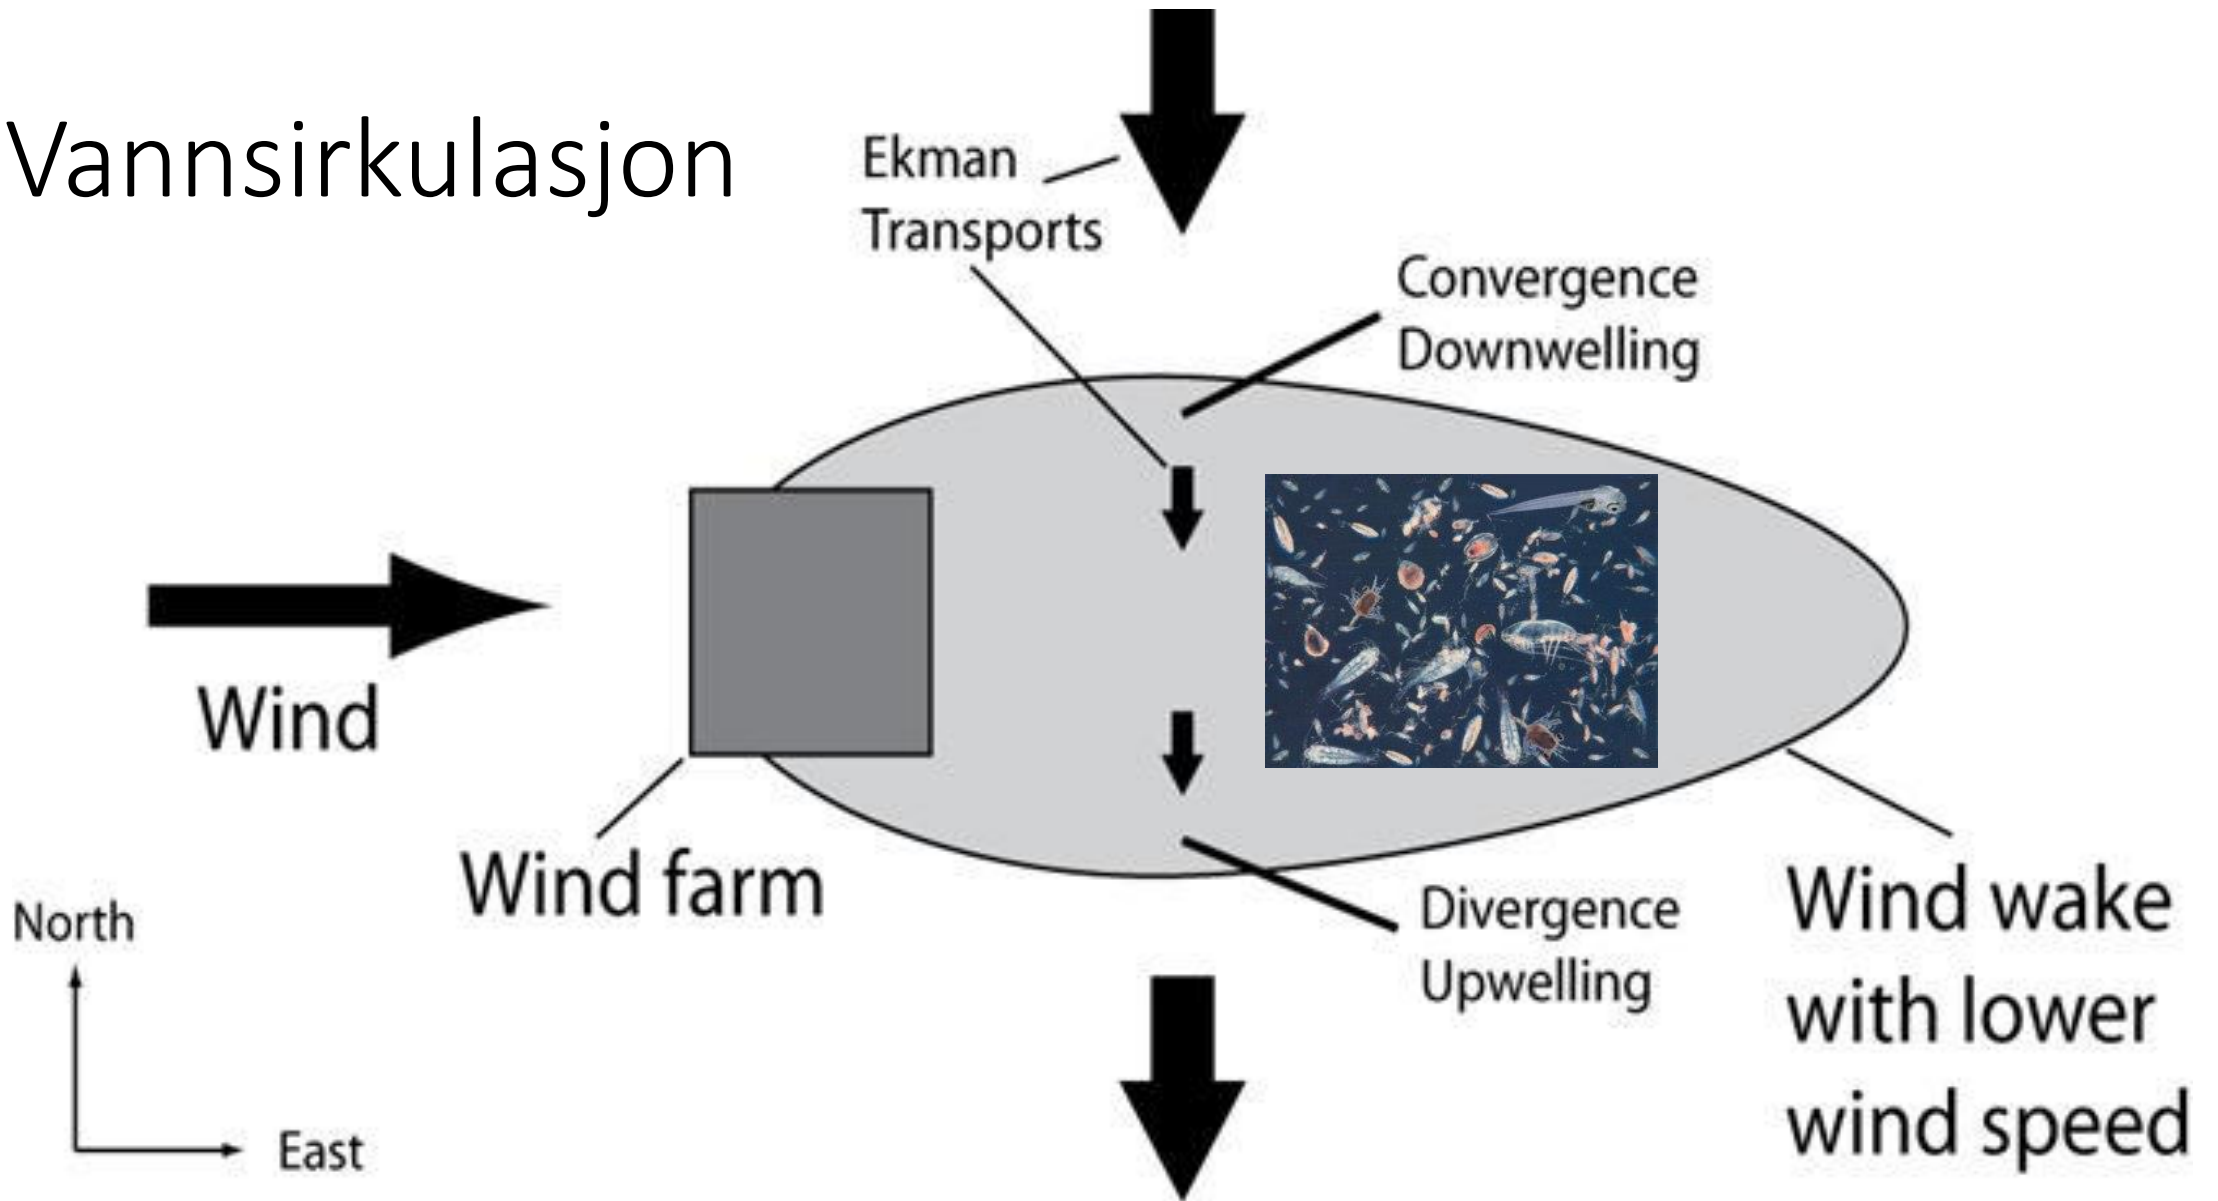 Vannsirkulasjon
Ekman
Transports
Convergence
Downwelling
Wind
Wind farm
North
East
Divergence
Upwelling
Wind wake
with lower
wind speed